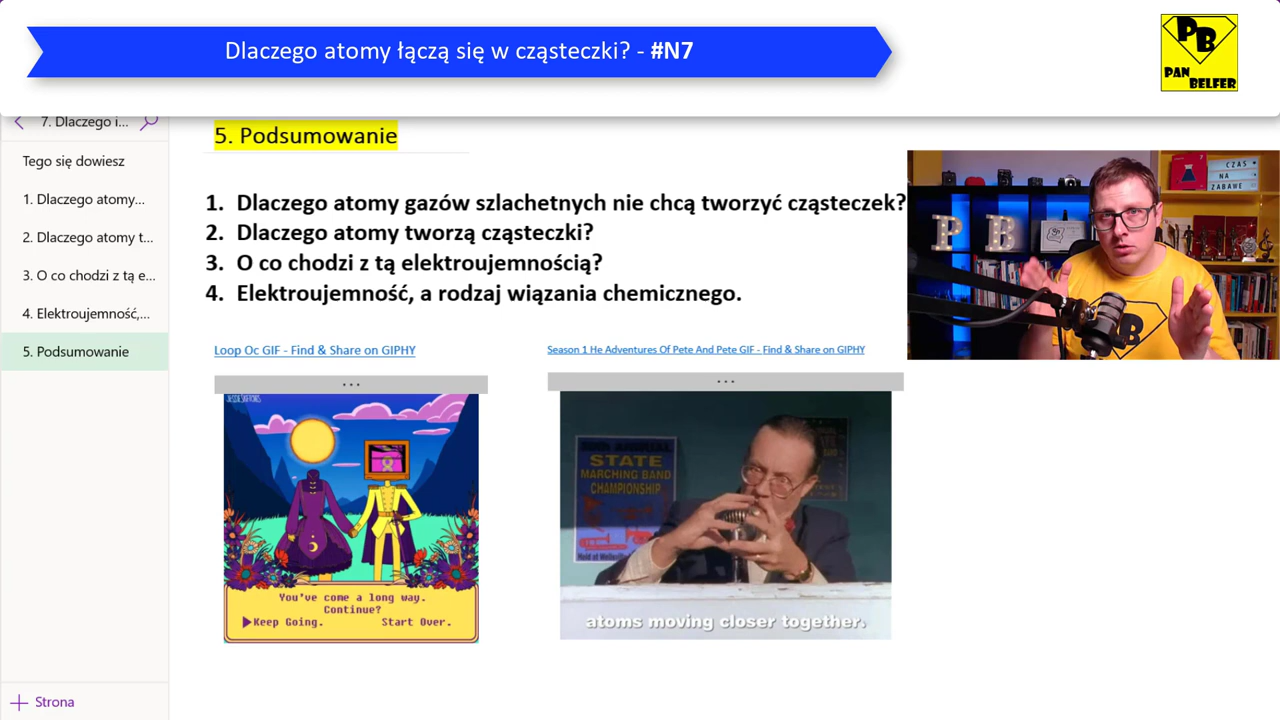 Dlaczego atomy łączą się w cząsteczki? - #N7
PB
PAN
BELFER
7. Dlaczego i...
Tego się dowiesz
1. Dlaczego atomy...
2. Dlaczego atomy t...
3. O co chodzi z tą e...
4. Elektroujemność,...
5. Podsumowanie
Strona
5. Podsumowanie
1. Dlaczego atomy gazów szlachetnych nie chcą tworzyć cząsteczek?
2. Dlaczego atomy tworzą cząsteczki?
3. O co chodzi z tą elektroujemnością?
4. Elektroujemność, a rodzaj wiązania chemicznego.
CZAS
NA
ZABAWE
P B
Loop Oc GIF - Find & Share on GIPHY
Season 1 He Adventures Of Pete And Pete GIF - Find & Share on GIPHY
You've come a long way.
Continue?
Keep Going. Start Over.
STATE
MARCHING BAND
CHAMPIONSHIP
atoms moving closer together.